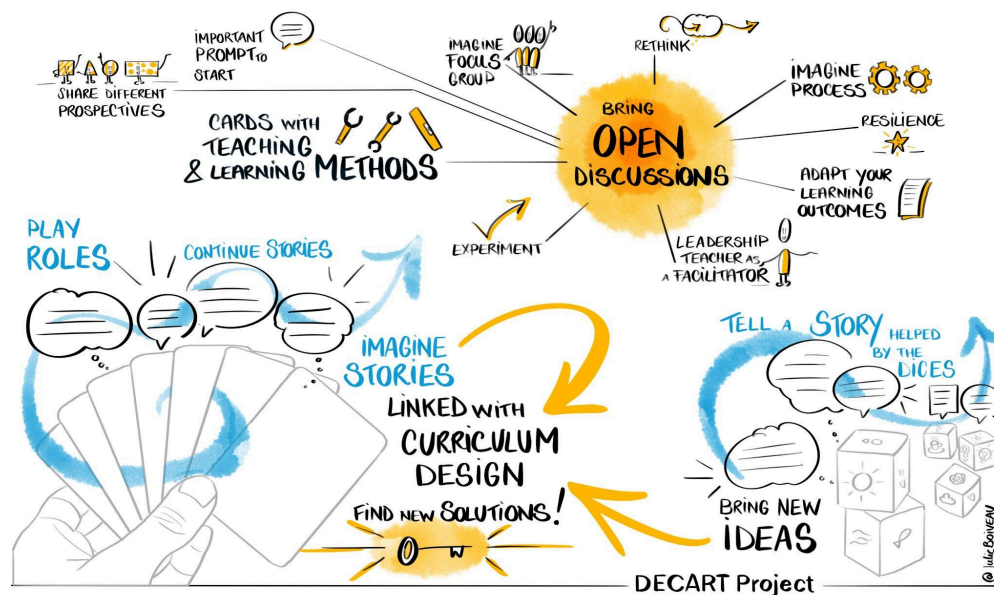 IMPORTANT
PROMPT TO
START
SHARE DIFFERENT
PROSPECTIVES
CARDS WITH
TEACHING
& LEARNING METHODS
IMAGINE
FOCUS
GROUP
RETHINK
IMAGINE
PROCESS
RESILIENCE
ADAPT YOUR
LEARNING
OUTCOMES
LEADERSHIP
TEACHER AS
A FACILITATOR
EXPERIMENT
BRING
OPEN
DISCUSSIONS
PLAY
ROLES
CONTINUE STORIES
IMAGINE
STORIES
LINKED WITH
CURRICULUM
DESIGN
FIND NEW SOLUTIONS!
TELL A STORY HELPED
BY THE
DICES
BRING NEW
IDEAS
DECART Project
@ Julie BOIVEAU